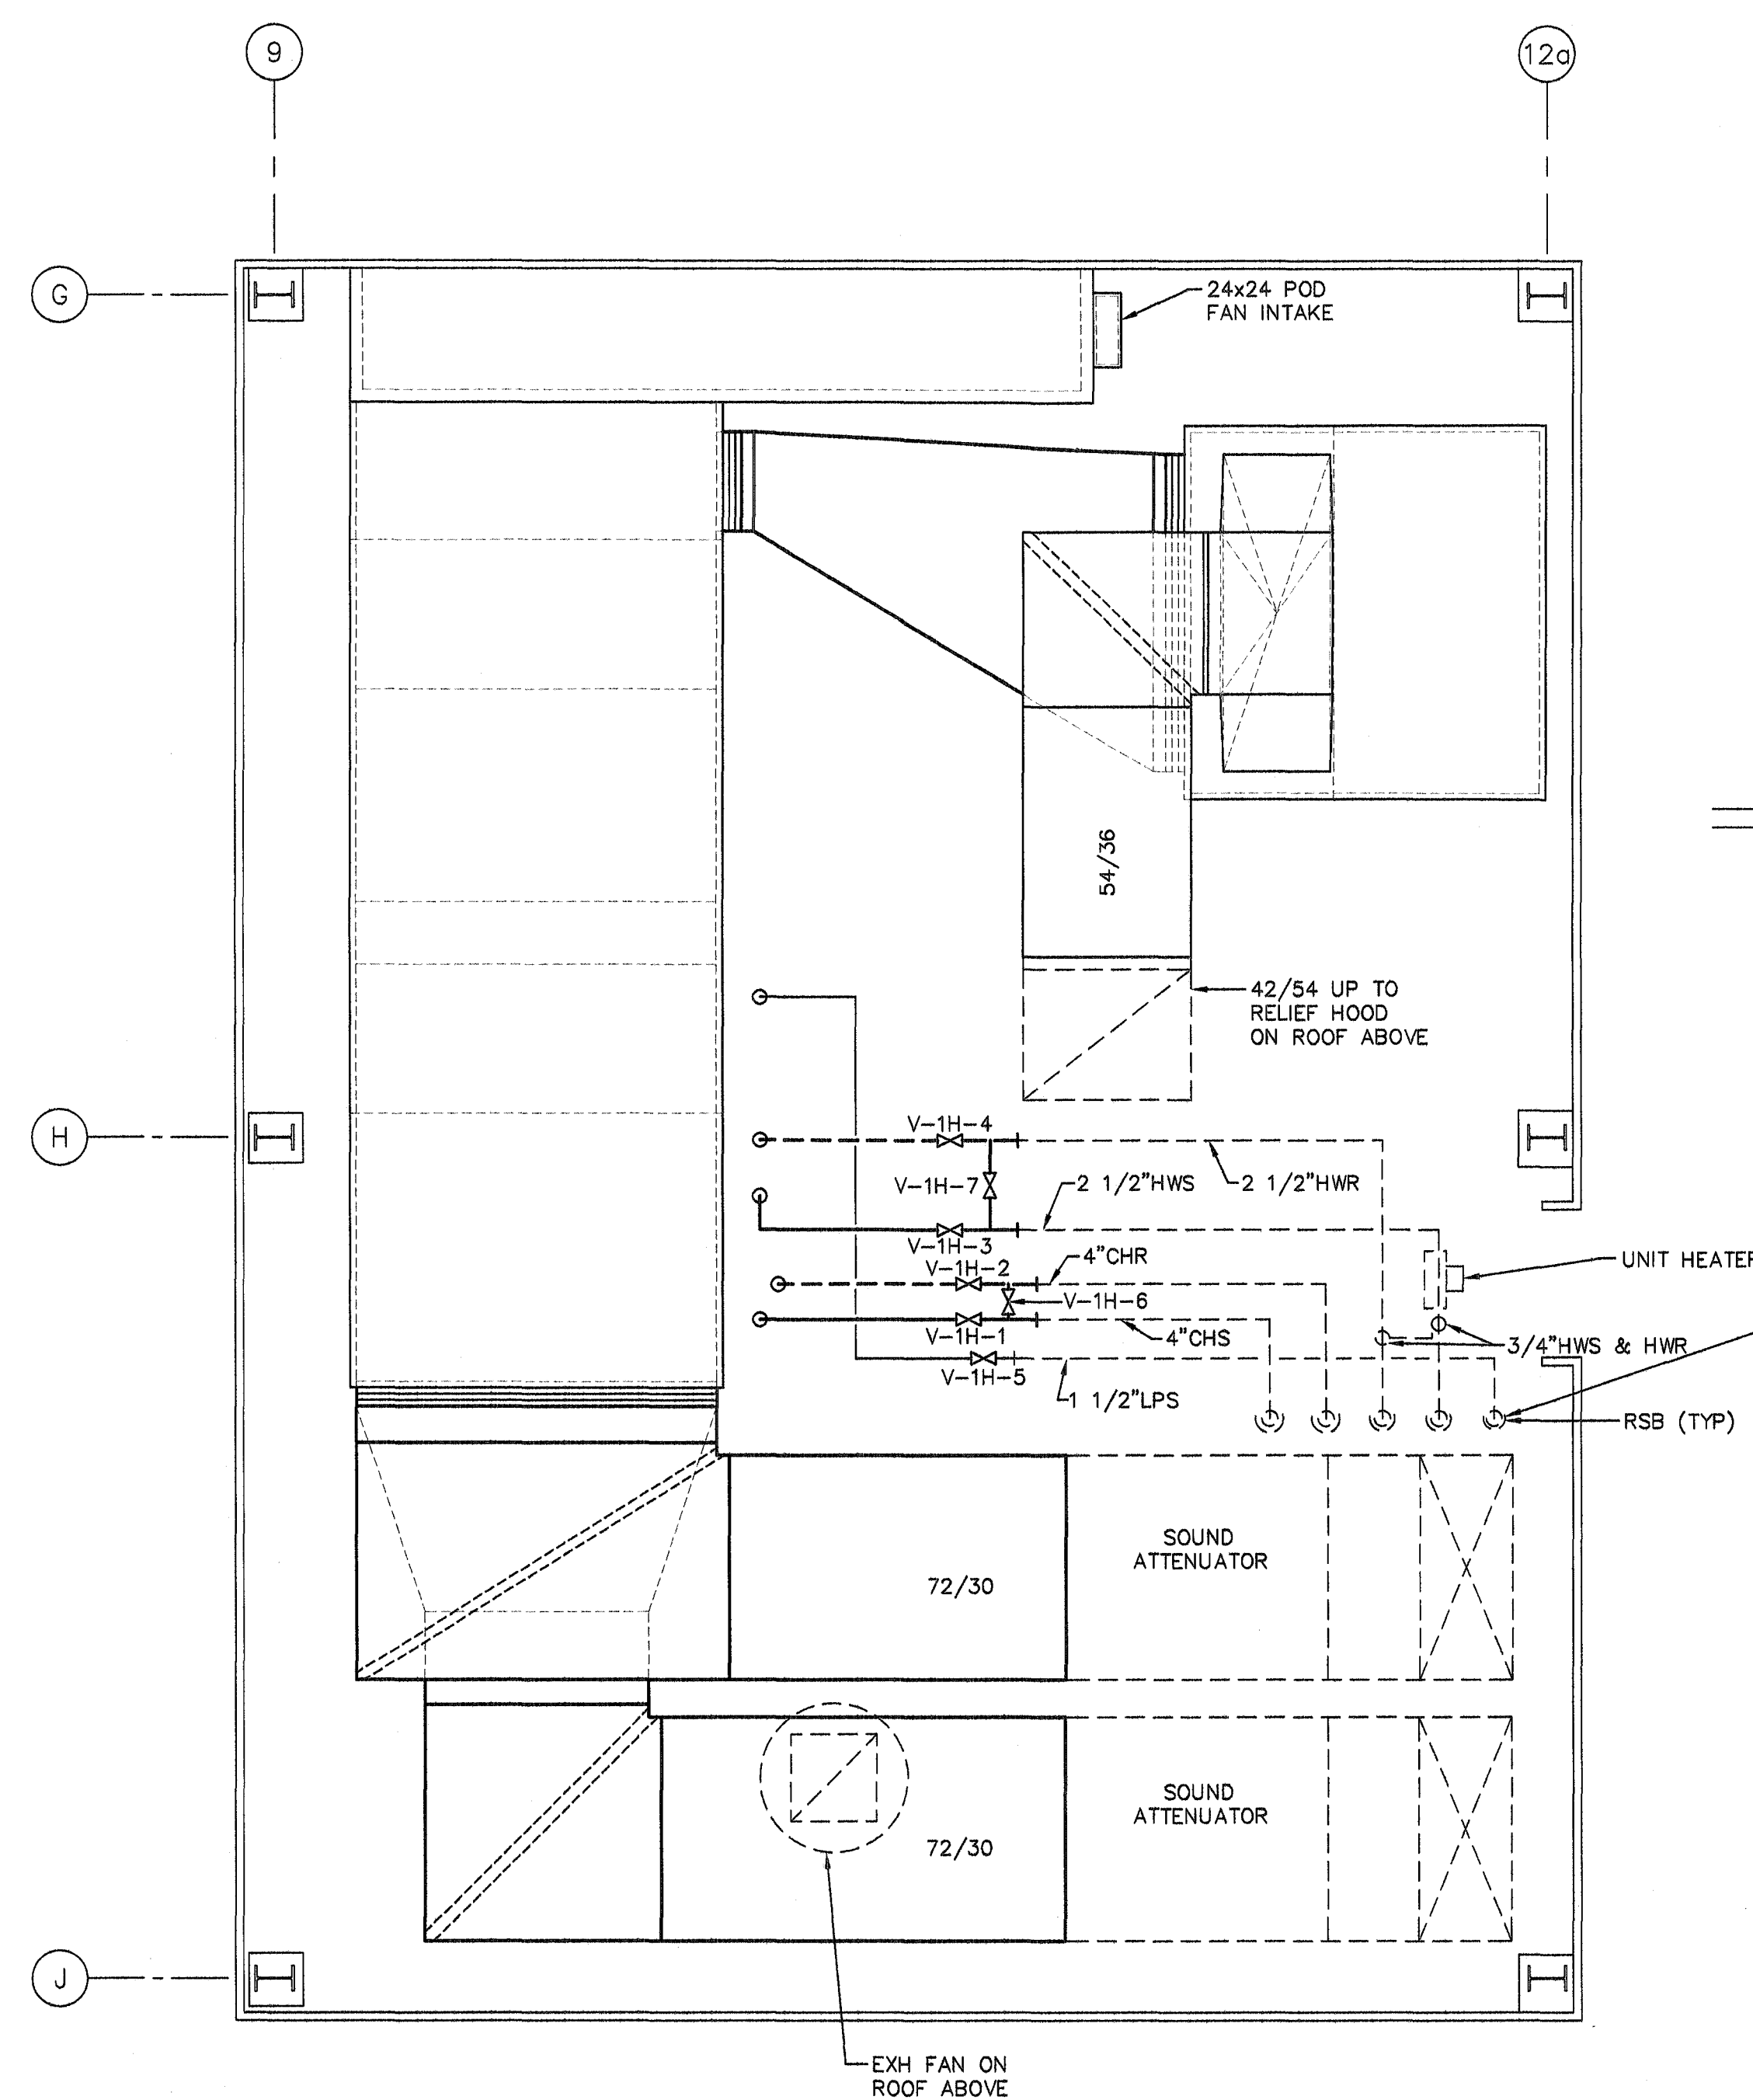 9
12a
G
24x24 POD
FAN INTAKE
54/36
42/54 UP TO
RELIEF HOOD
ON ROOF ABOVE
H
V-1H-4
V-1H-7
2 1/2"HWS
2 1/2"HWR
V-1H-3
V-1H-2
4"CHR
UNIT HEATER
V-1H-6
V-1H-1
4"CHS
3/4"HWS & HWR
V-1H-5
1 1/2"LPS
RSB (TYP)
SOUND
ATTENUATOR
72/30
SOUND
ATTENUATOR
72/30
J
EXH FAN ON
ROOF ABOVE